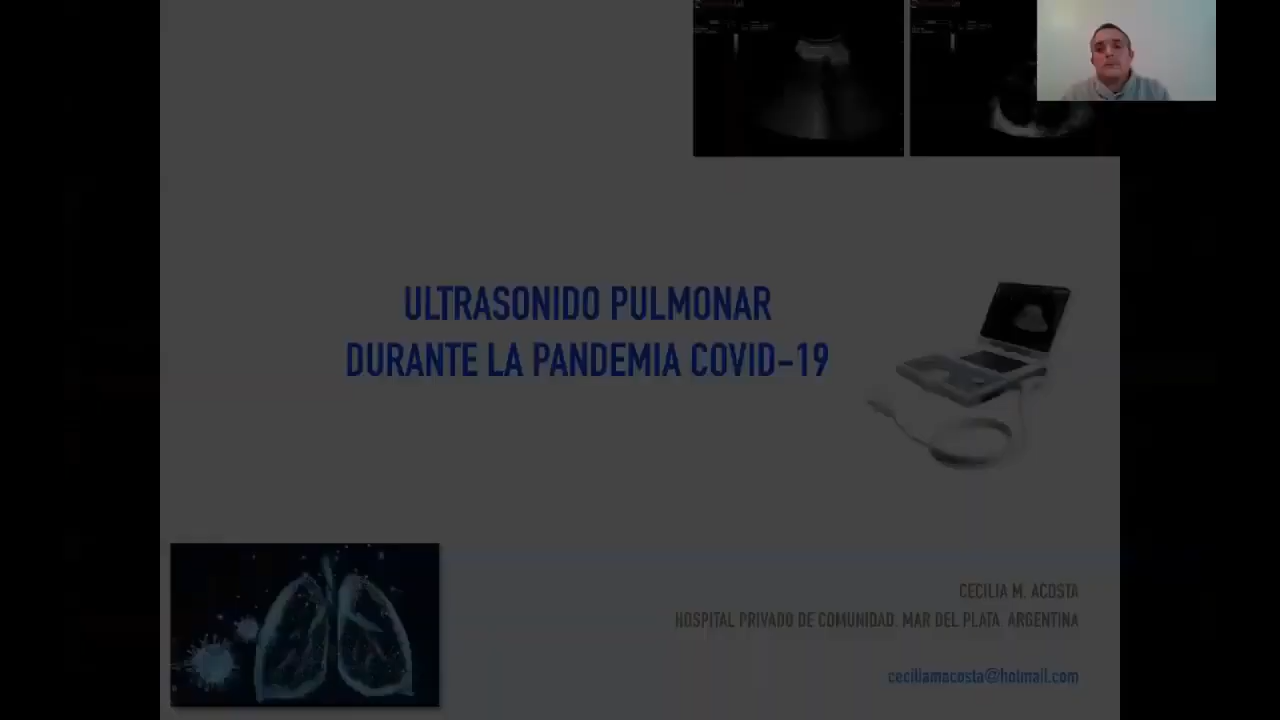 ULTRASONIDO PULMONAR
DURANTE LA PANDEMIA COVID-19
CECILIA M. ACOSTA
HOSPITAL PRIVADO DE COMUNIDAD. MAR DEL PLATA. ARGENTINA
ceciliamacosta@hotmail.com